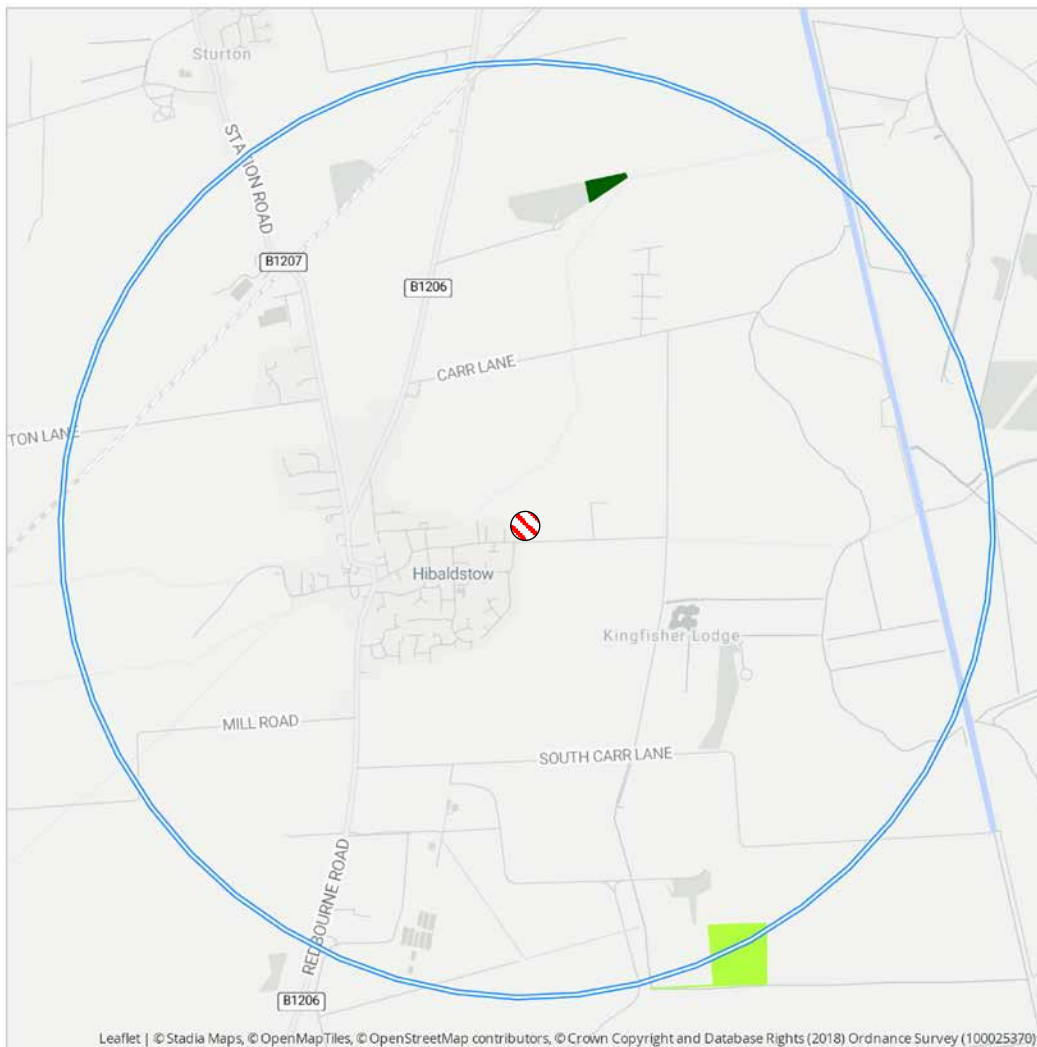 Sturton
STATION ROAD
B1207
B1206
CARR LANE
TON LANE
Hibaldstow
Kingfisher Lodge
MILL ROAD
SOUTH CARR LANE
REDBOURNE ROAD
B1206
Leaflet | © Stadia Maps, © OpenMapTiles, © OpenStreetMap contributors, © Crown Copyright and Database Rights (2018) Ordnance Survey (100025370)